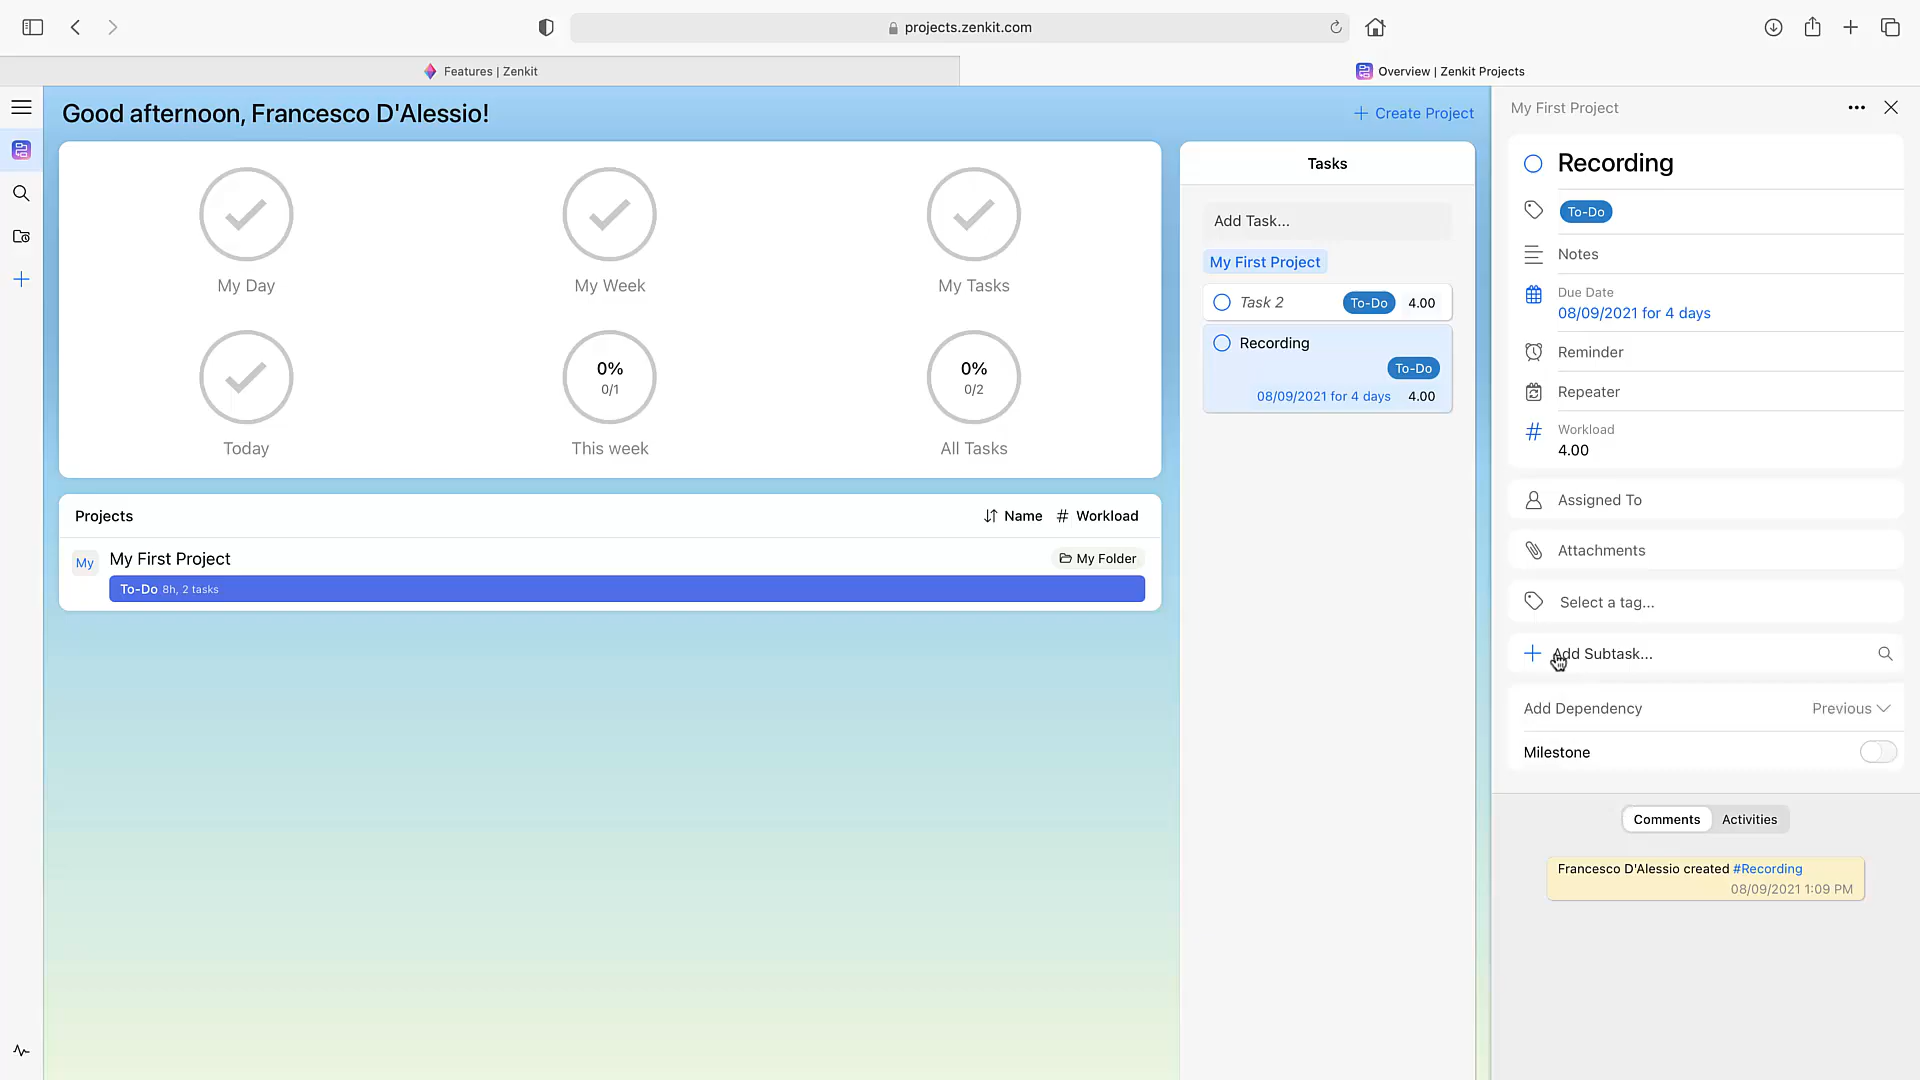 projects.zenkit.com
Features | Zenkit
Overview | Zenkit Projects
Good afternoon, Francesco D'Alessio!
Create Project
My Day
My Week
My Tasks
Today
0%
0/1
This week
0%
0/2
All Tasks
Projects
Name
# Workload
My
My First Project
My Folder
To-Do 8h, 2 tasks
Tasks
Add Task...
My First Project
Task 2 To-Do 4.00
Recording
To-Do
08/09/2021 for 4 days 4.00
My First Project
Recording
To-Do
Notes
Due Date
08/09/2021 for 4 days
Reminder
Repeater
# Workload
4.00
Assigned To
Attachments
Select a tag...
Add Subtask...
Add Dependency Previous
Milestone
Comments Activities
Francesco D'Alessio created #Recording
08/09/2021 1:09 PM